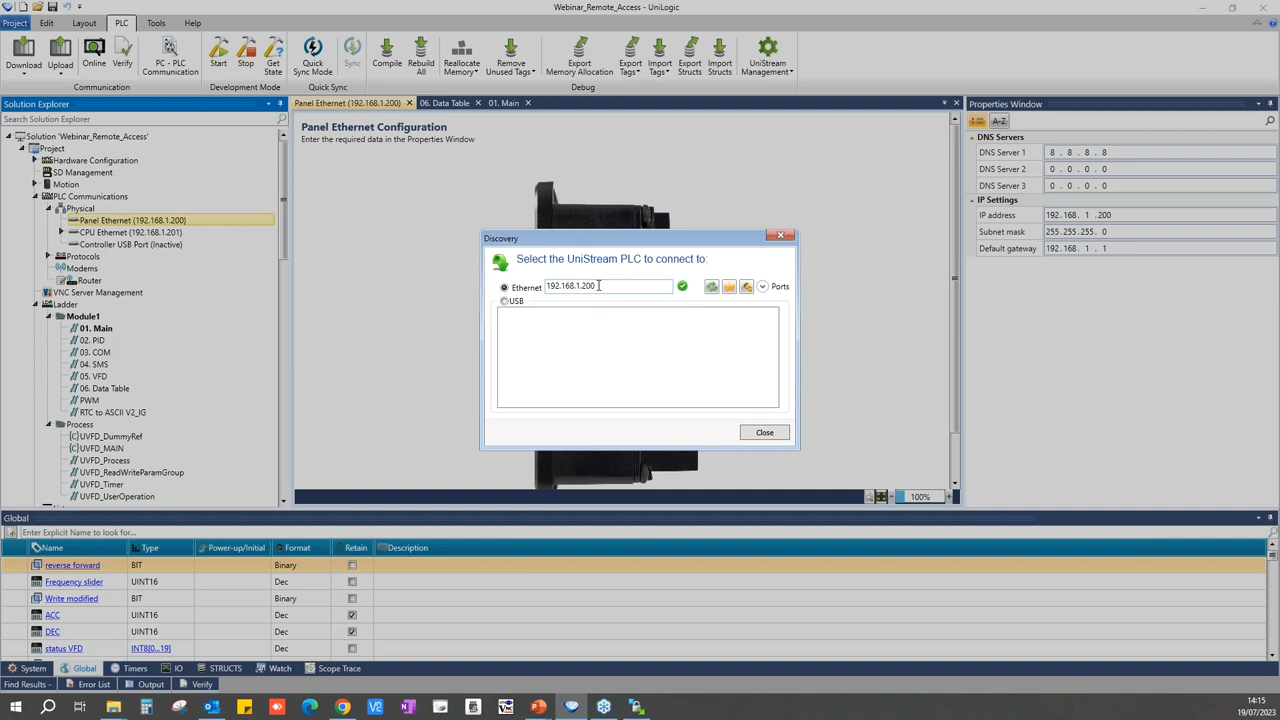 Webinar_Remote_Access - UniLogic
Project Edit Layout PLC Tools Help
Download Upload Online Verify PC - PLC Communication Start Stop Get State Quick Sync Mode Sync Compile Rebuild All Reallocate Memory Remove Unused Tags Export Memory Allocation Export Tags Import Tags Export Structs Import Structs UniStream Management
Communication Development Mode Quick Sync Debug
Solution Explorer
Search Solution Explorer
Solution 'Webinar_Remote_Access'
Project
Hardware Configuration
SD Management
Motion
PLC Communications
Physical
Panel Ethernet (192.168.1.200)
CPU Ethernet (192.168.1.201)
Controller USB Port (Inactive)
Protocols
Modems
Router
VNC Server Management
Ladder
Module1
01. Main
02. PID
03. COM
04. SMS
05. VFD
06. Data Table
PWM
RTC to ASCII V2_IG
Process
UVFD_DummyRef
UVFD_MAIN
UVFD_Process
UVFD_ReadWriteParamGroup
UVFD_Timer
UVFD_UserOperation
Panel Ethernet (192.168.1.200) 06. Data Table 01. Main
Panel Ethernet Configuration
Enter the required data in the Properties Window
Discovery
Select the UniStream PLC to connect to:
Ethernet 192.168.1.200 Ports
USB
Close
100%
Properties Window
A-Z
DNS Servers
DNS Server 1 8 . 8 . 8 . 8
DNS Server 2 0 . 0 . 0 . 0
DNS Server 3 0 . 0 . 0 . 0
IP Settings
IP address 192.168. 1 .200
Subnet mask 255.255.255. 0
Default gateway 192.168. 1 . 1
Global
Enter Explicit Name to look for...
Name Type Power-up/Initial Format Retain Description
reverse forward BIT Binary
Frequency slider UINT16 Dec
Write modified BIT Binary
ACC UINT16 Dec
DEC UINT16 Dec
status VFD INT8[0...19] Dec
System Global Timers IO STRUCTS Watch Scope Trace
Find Results - Error List Output Verify
14:15
19/07/2023